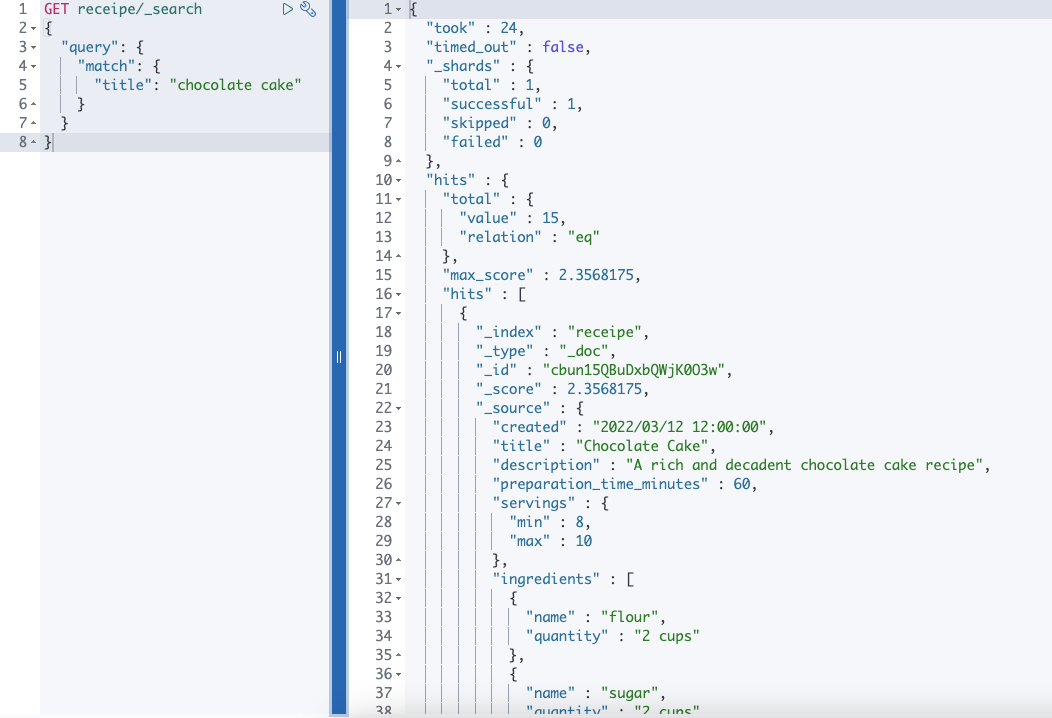 1 GET receipe/_search
2 {
3 "query": {
4 "match": {
5 "title": "chocolate cake"
6 }
7 }
8 }
1 {
2 "took" : 24,
3 "timed_out" : false,
4 "_shards" : {
5 "total" : 1,
6 "successful" : 1,
7 "skipped" : 0,
8 "failed" : 0
9 },
10 "hits" : {
11 "total" : {
12 "value" : 15,
13 "relation" : "eq"
14 },
15 "max_score" : 2.3568175,
16 "hits" : [
17 {
18 "_index" : "receipe",
19 "_type" : "_doc",
20 "_id" : "cbun15QBuDxbQWjK0O3w",
21 "_score" : 2.3568175,
22 "_source" : {
23 "created" : "2022/03/12 12:00:00",
24 "title" : "Chocolate Cake",
25 "description" : "A rich and decadent chocolate cake recipe",
26 "preparation_time_minutes" : 60,
27 "servings" : {
28 "min" : 8,
29 "max" : 10
30 },
31 "ingredients" : [
32 {
33 "name" : "flour",
34 "quantity" : "2 cups"
35 },
36 {
37 "name" : "sugar",
38 "quantity" : "2 cups"